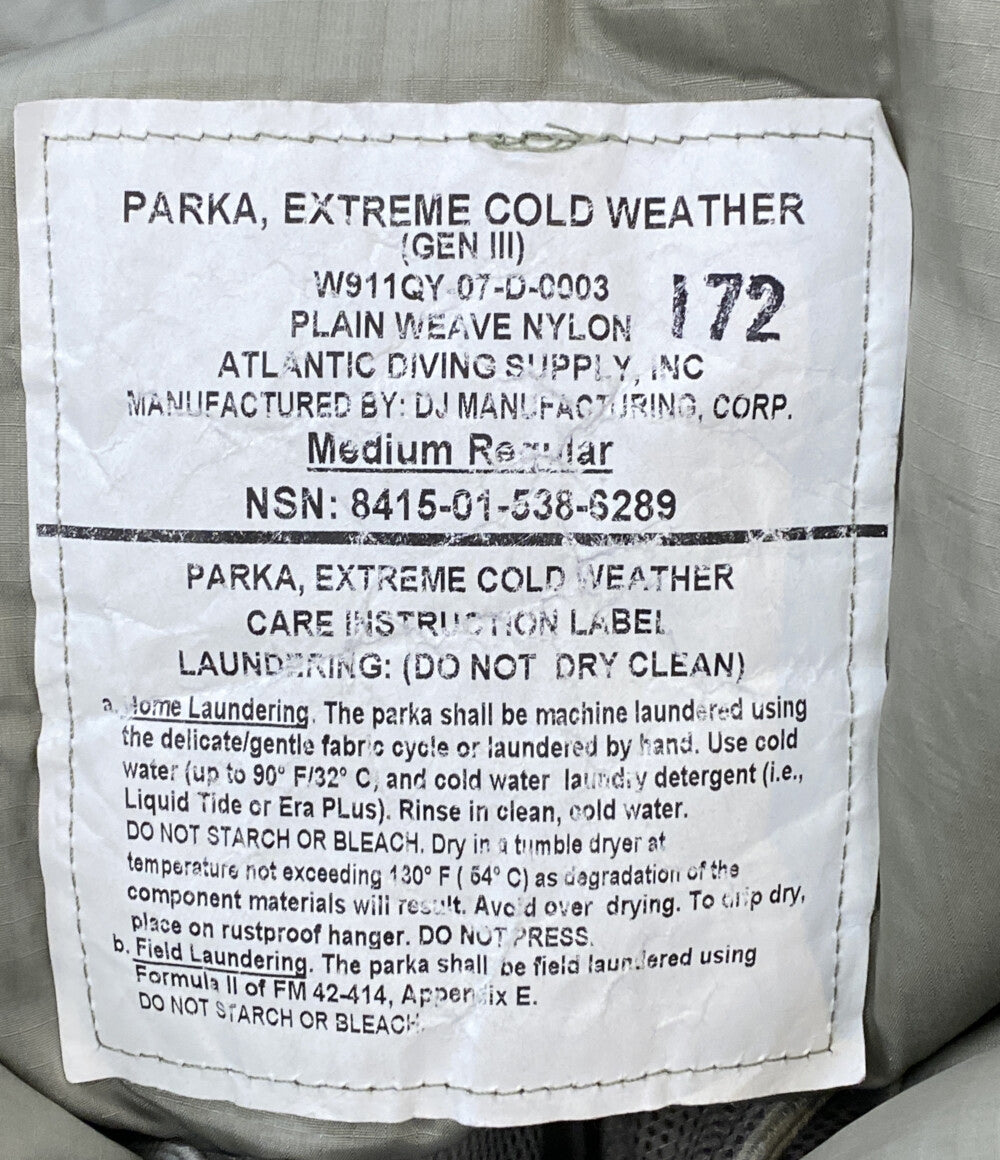 PARKA, EXTREME COLD WEATHER
(GEN III)
W911QY-07-D-0003
172
PLAIN WEAVE NYLON
ATLANTIC DIVING SUPPLY, INC
MANUFACTURED BY: DJ MANUFACTURING, CORP.
Medium Regular
NSN: 8415-01-538-6289
PARKA, EXTREME COLD WEATHER
CARE INSTRUCTION LABEL
LAUNDERING: (DO NOT DRY CLEAN)
a. Home Laundering. The parka shall be machine laundered using
the delicate/gentle fabric cycle or laundered by hand. Use cold
water (up to 90° F/32° C, and cold water laundry detergent (i.e.,
Liquid Tide or Era PLus). Rinse in clean, cold water.
DO NOT STARCH OR BLEACH. Dry in a tumble dryer at
temperature not exceeding 130° F ( 54° C) as degradation of the
component materials will result. Avoid over drying. To drip dry,
place on rustproof hanger. DO NOT PRESS.
b. Field Laundering. The parka shall be field laundered using
Formula II of FM 42-414, Appendix E.
DO NOT STARCH OR BLEACH.